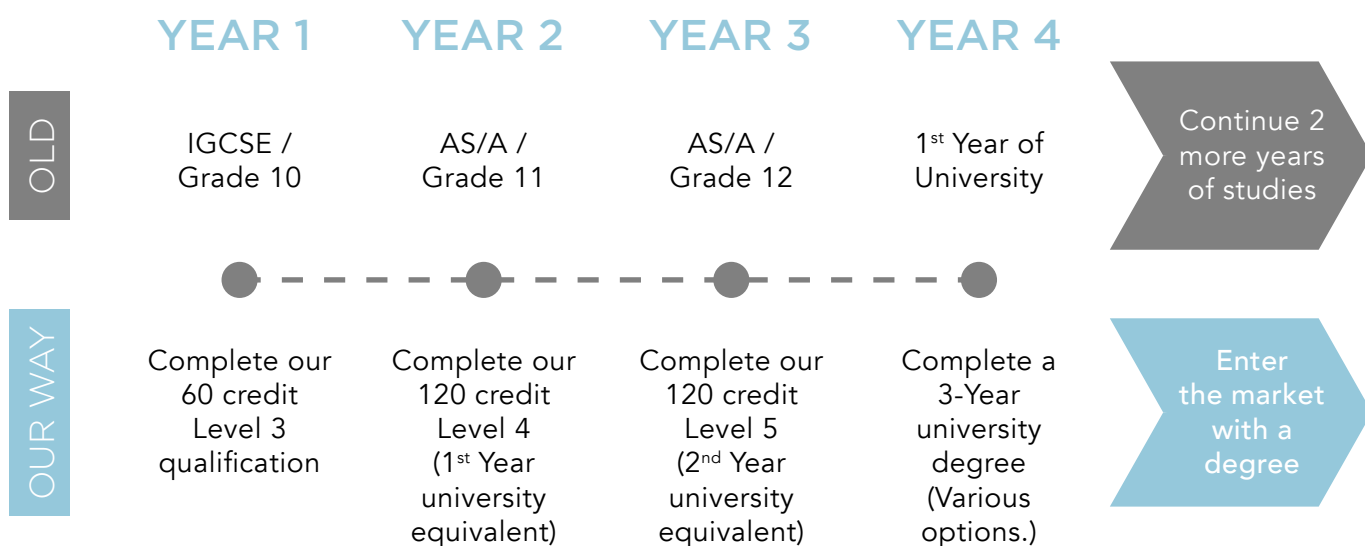 YEAR 1
YEAR 2
YEAR 3
YEAR 4
OLD
IGCSE /
Grade 10
AS/A /
Grade 11
AS/A /
Grade 12
1st Year of
University
Continue 2
more years
of studies
OUR WAY
Complete our
60 credit
Level 3
qualification
Complete our
120 credit
Level 4
(1st Year
university
equivalent)
Complete our
120 credit
Level 5
(2nd Year
university
equivalent)
Complete a
3-Year
university
degree
(Various
options.)
Enter
the market
with a
degree